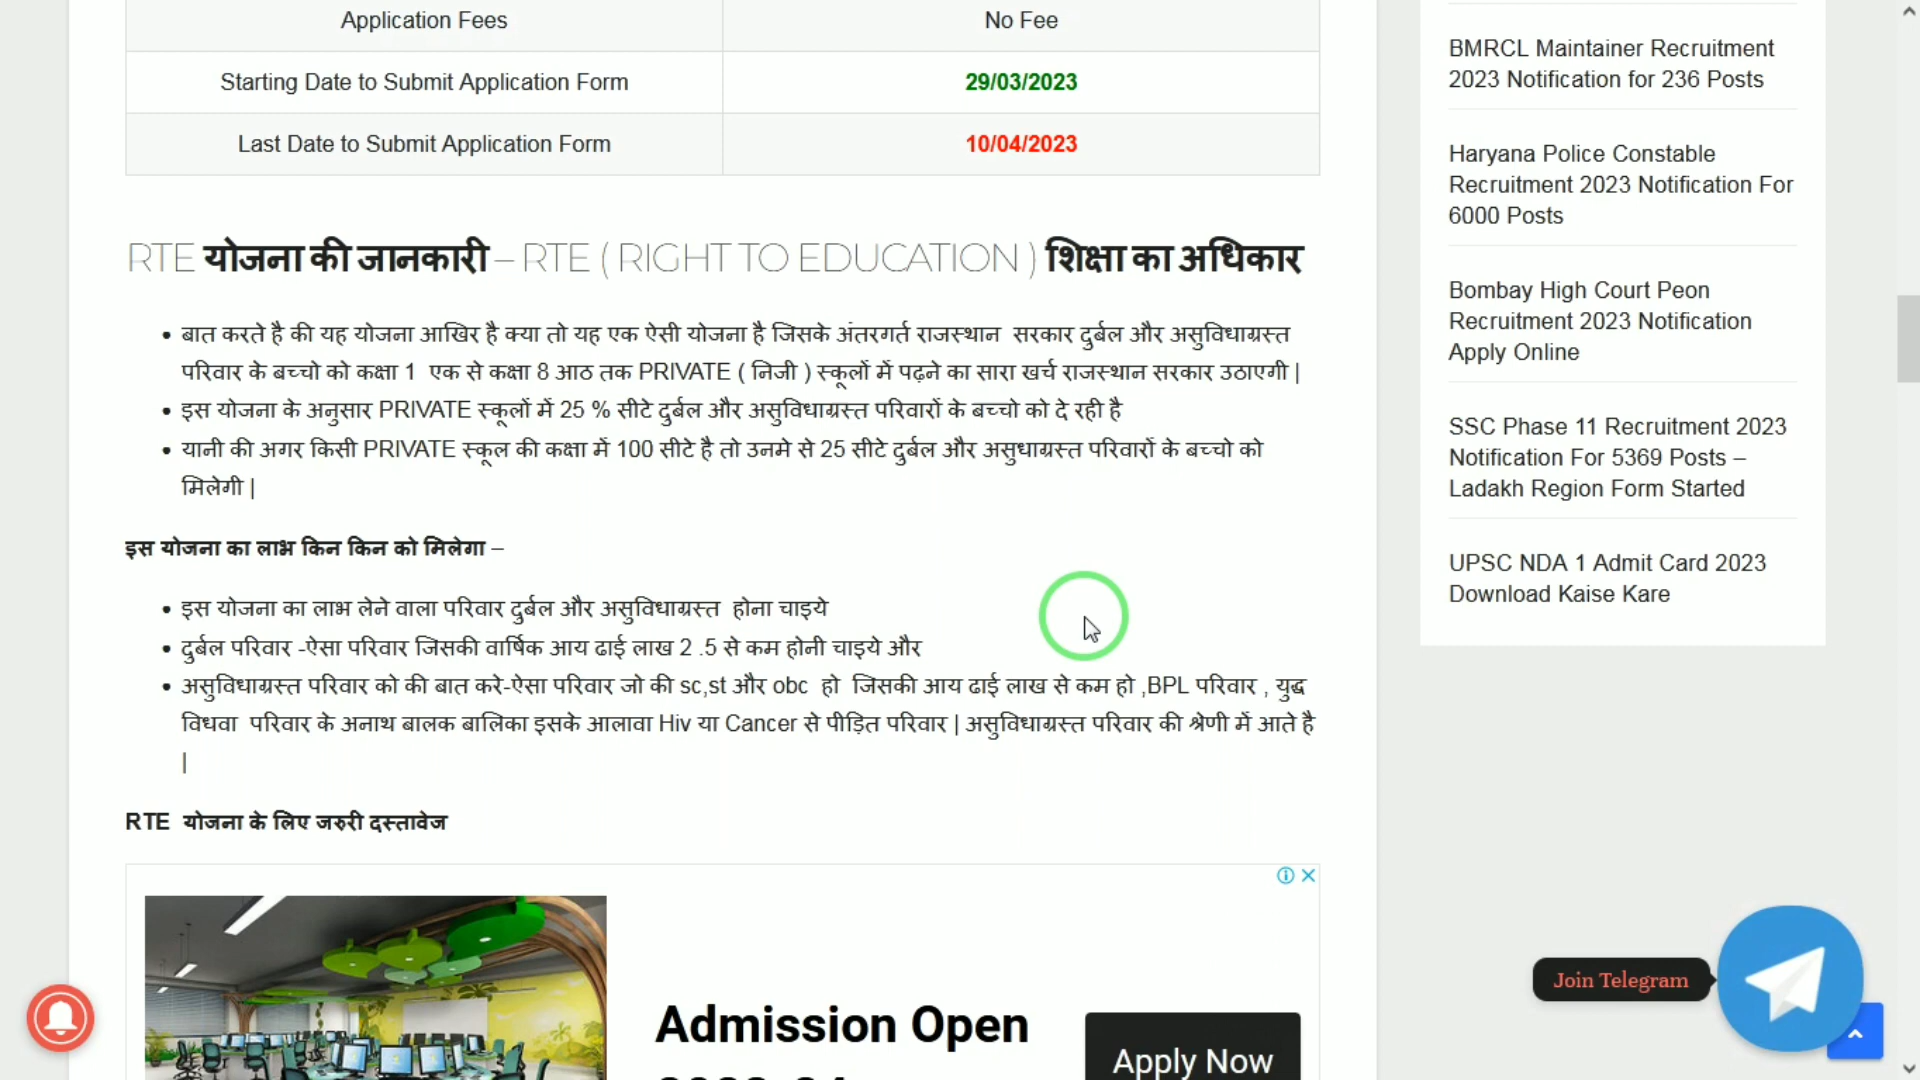 Application Fees No Fee
Starting Date to Submit Application Form 29/03/2023
Last Date to Submit Application Form 10/04/2023
RTE योजना की जानकारी – RTE ( RIGHT TO EDUCATION ) शिक्षा का अधिकार
बात करते है की यह योजना आखिर है क्या तो यह एक ऐसी योजना है जिसके अंतरगर्त राजस्थान सरकार दुर्बल और असुविधाग्रस्त
परिवार के बच्चो को कक्षा 1 एक से कक्षा 8 आठ तक PRIVATE ( निजी ) स्कूलों में पढ़ने का सारा खर्च राजस्थान सरकार उठाएगी |
इस योजना के अनुसार PRIVATE स्कूलों में 25 % सीटे दुर्बल और असुविधाग्रस्त परिवारों के बच्चो को दे रही है
यानी की अगर किसी PRIVATE स्कूल की कक्षा में 100 सीटे है तो उनमे से 25 सीटे दुर्बल और असुधाग्रस्त परिवारों के बच्चो को
मिलेगी |
इस योजना का लाभ किन किन को मिलेगा –
इस योजना का लाभ लेने वाला परिवार दुर्बल और असुविधाग्रस्त होना चाइये
दुर्बल परिवार -ऐसा परिवार जिसकी वार्षिक आय ढाई लाख 2 .5 से कम होनी चाइये और
असुविधाग्रस्त परिवार को की बात करे-ऐसा परिवार जो की sc,st और obc हो जिसकी आय ढाई लाख से कम हो ,BPL परिवार , युद्ध
विधवा परिवार के अनाथ बालक बालिका इसके आलावा Hiv या Cancer से पीड़ित परिवार | असुविधाग्रस्त परिवार की श्रेणी में आते है
|
RTE योजना के लिए जरुरी दस्तावेज
Admission Open
Apply Now
BMRCL Maintainer Recruitment
2023 Notification for 236 Posts
Haryana Police Constable
Recruitment 2023 Notification For
6000 Posts
Bombay High Court Peon
Recruitment 2023 Notification
Apply Online
SSC Phase 11 Recruitment 2023
Notification For 5369 Posts –
Ladakh Region Form Started
UPSC NDA 1 Admit Card 2023
Download Kaise Kare
Join Telegram